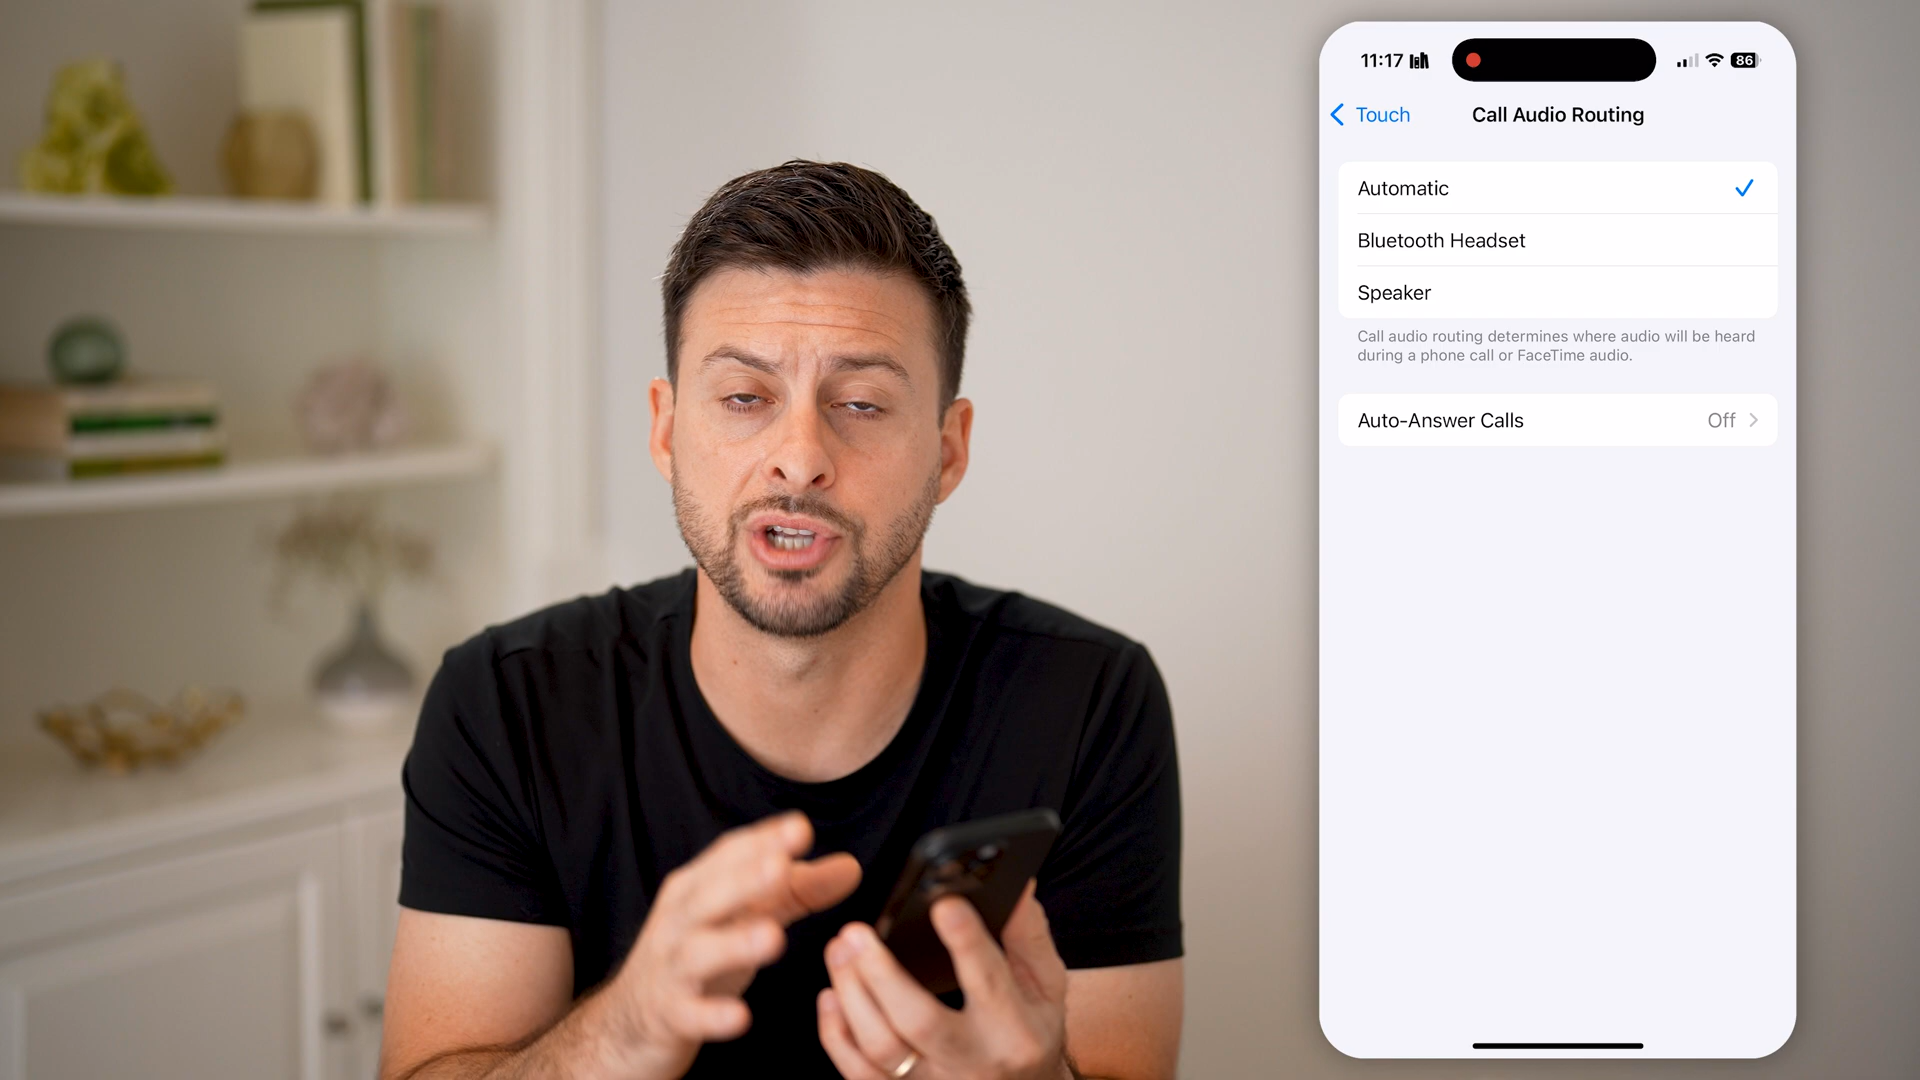 11:17 86
Touch Call Audio Routing
Automatic
Bluetooth Headset
Speaker
Call audio routing determines where audio will be heard
during a phone call or FaceTime audio.
Auto-Answer Calls Off